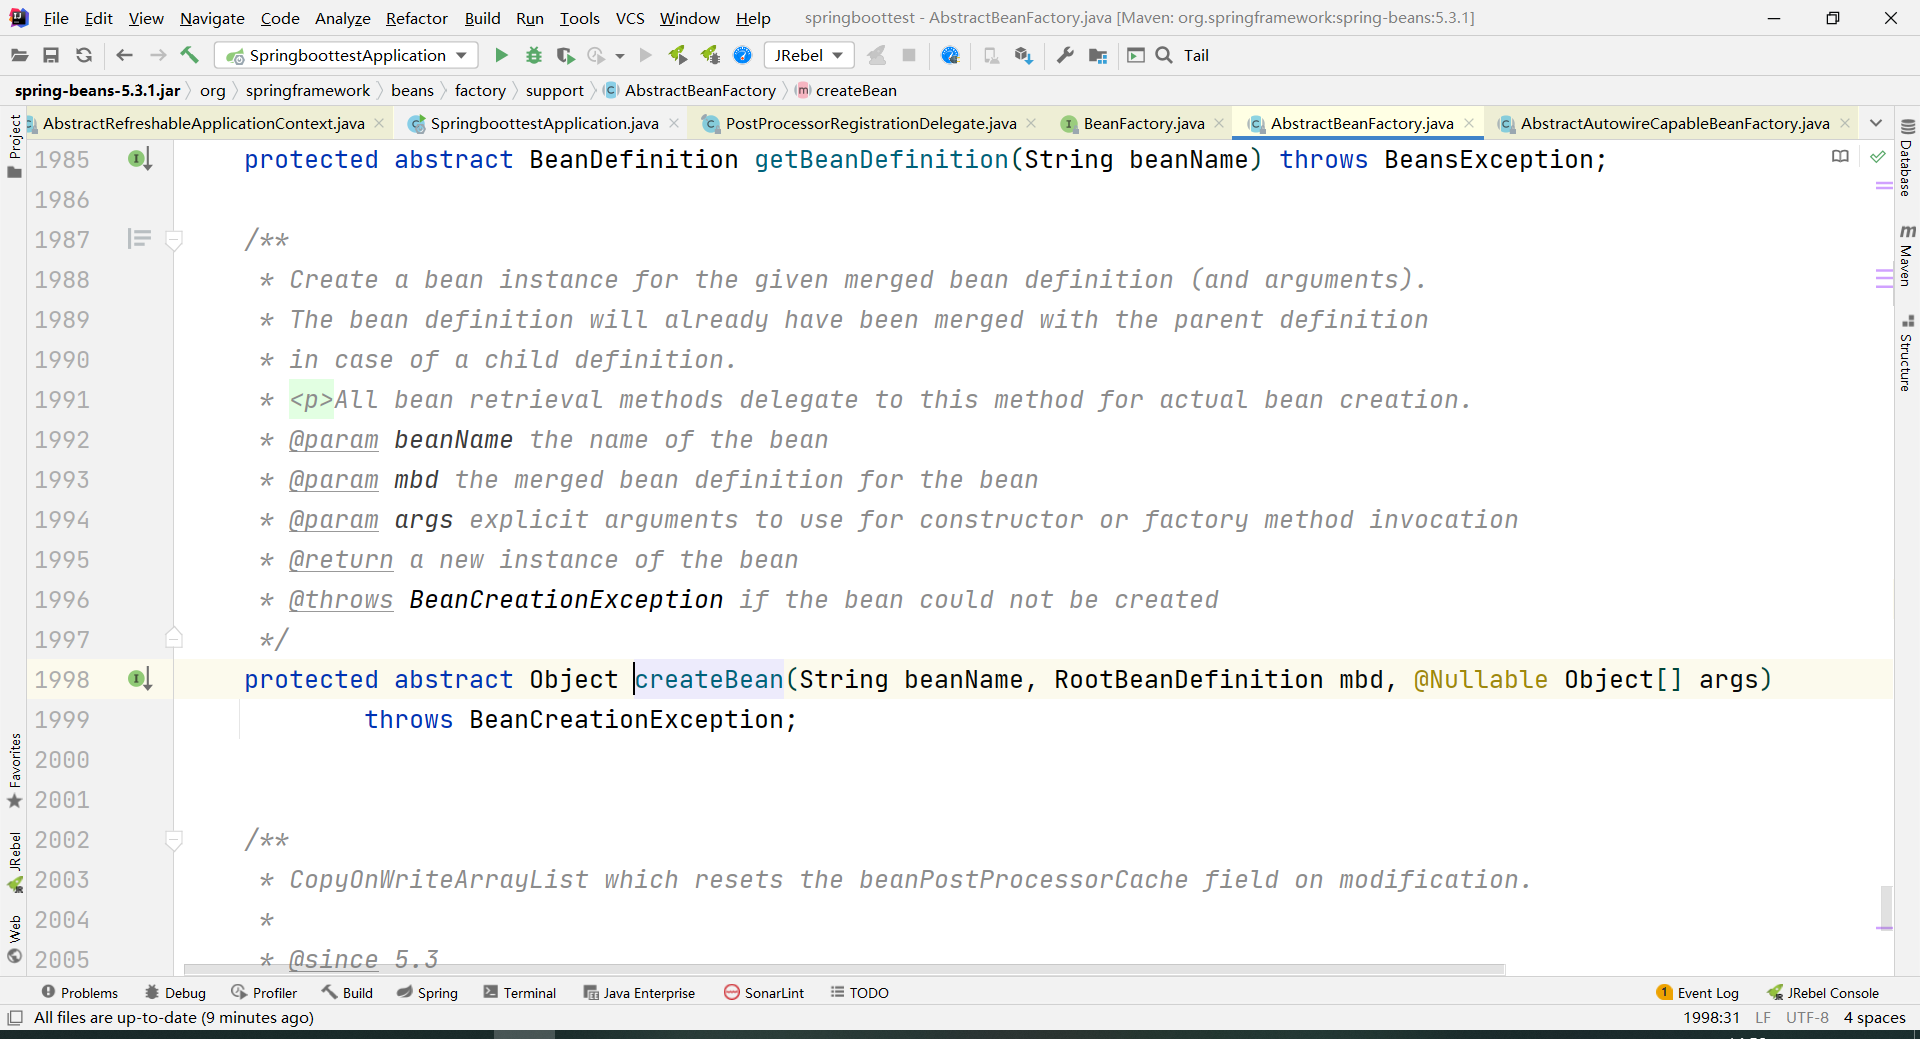 File Edit View Navigate Code Analyze Refactor Build Run Tools VCS Window Help springboottest - AbstractBeanFactory.java [Maven: org.springframework:spring-beans:5.3.1]
SpringboottestApplication JRebel Tail
spring-beans-5.3.1.jar org springframework beans factory support AbstractBeanFactory createBean
AbstractRefreshableApplicationContext.java SpringboottestApplication.java PostProcessorRegistrationDelegate.java BeanFactory.java AbstractBeanFactory.java AbstractAutowireCapableBeanFactory.java
Project
Favorites
JRebel
Web
1985 protected abstract BeanDefinition getBeanDefinition(String beanName) throws BeansException;
1986
1987 /**
1988 * Create a bean instance for the given merged bean definition (and arguments).
1989 * The bean definition will already have been merged with the parent definition
1990 * in case of a child definition.
1991 * <p>All bean retrieval methods delegate to this method for actual bean creation.
1992 * @param beanName the name of the bean
1993 * @param mbd the merged bean definition for the bean
1994 * @param args explicit arguments to use for constructor or factory method invocation
1995 * @return a new instance of the bean
1996 * @throws BeanCreationException if the bean could not be created
1997 */
1998 protected abstract Object createBean(String beanName, RootBeanDefinition mbd, @Nullable Object[] args)
1999 throws BeanCreationException;
2000
2001
2002 /**
2003 * CopyOnWriteArrayList which resets the beanPostProcessorCache field on modification.
2004 *
2005 * @since 5.3
Database
Maven
Structure
Problems Debug Profiler Build Spring Terminal Java Enterprise SonarLint TODO 1 Event Log JRebel Console
All files are up-to-date (9 minutes ago) 1998:31 LF UTF-8 4 spaces